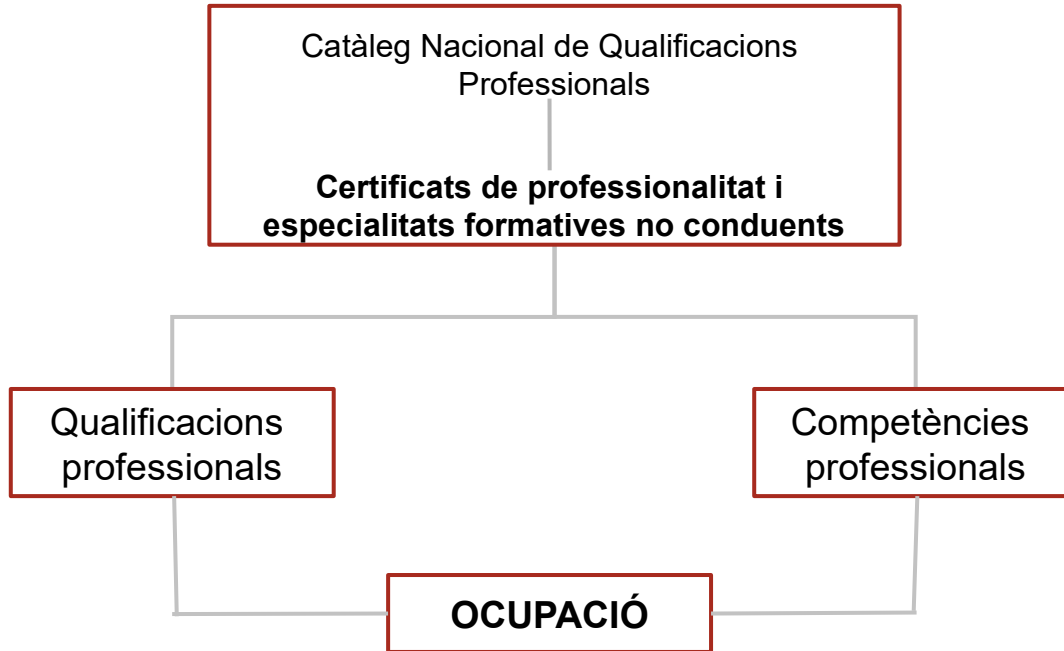 Catàleg Nacional de Qualificacions
Professionals
Certificats de professionalitat i
especialitats formatives no conduents
Qualificacions
professionals
Competències
professionals
OCUPACIÓ